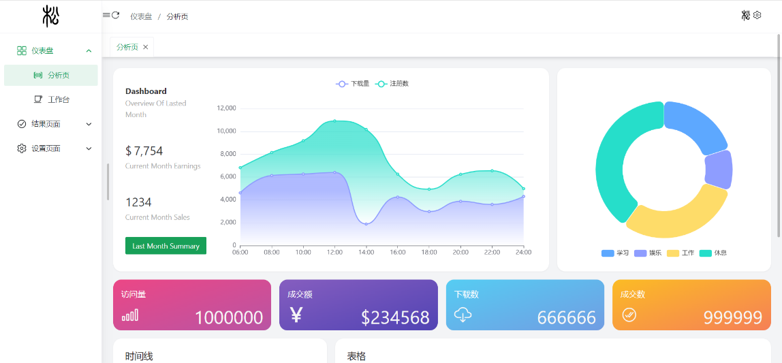 松
仪表盘 / 分析页
松
仪表盘
分析页
工作台
结果页面
设置页面
分析页
Dashboard
Overview Of Lasted
Month
$ 7,754
Current Month Earnings
1234
Current Month Sales
Last Month Summary
下载量 注册数
12,000
10,000
8,000
6,000
4,000
2,000
0
06:00 08:00 10:00 12:00 14:00 16:00 18:00 20:00 22:00 24:00
学习 娱乐 工作 休息
访问量
1000000
成交额
¥ $234568
下载数
666666
成交数
999999
时间线
表格